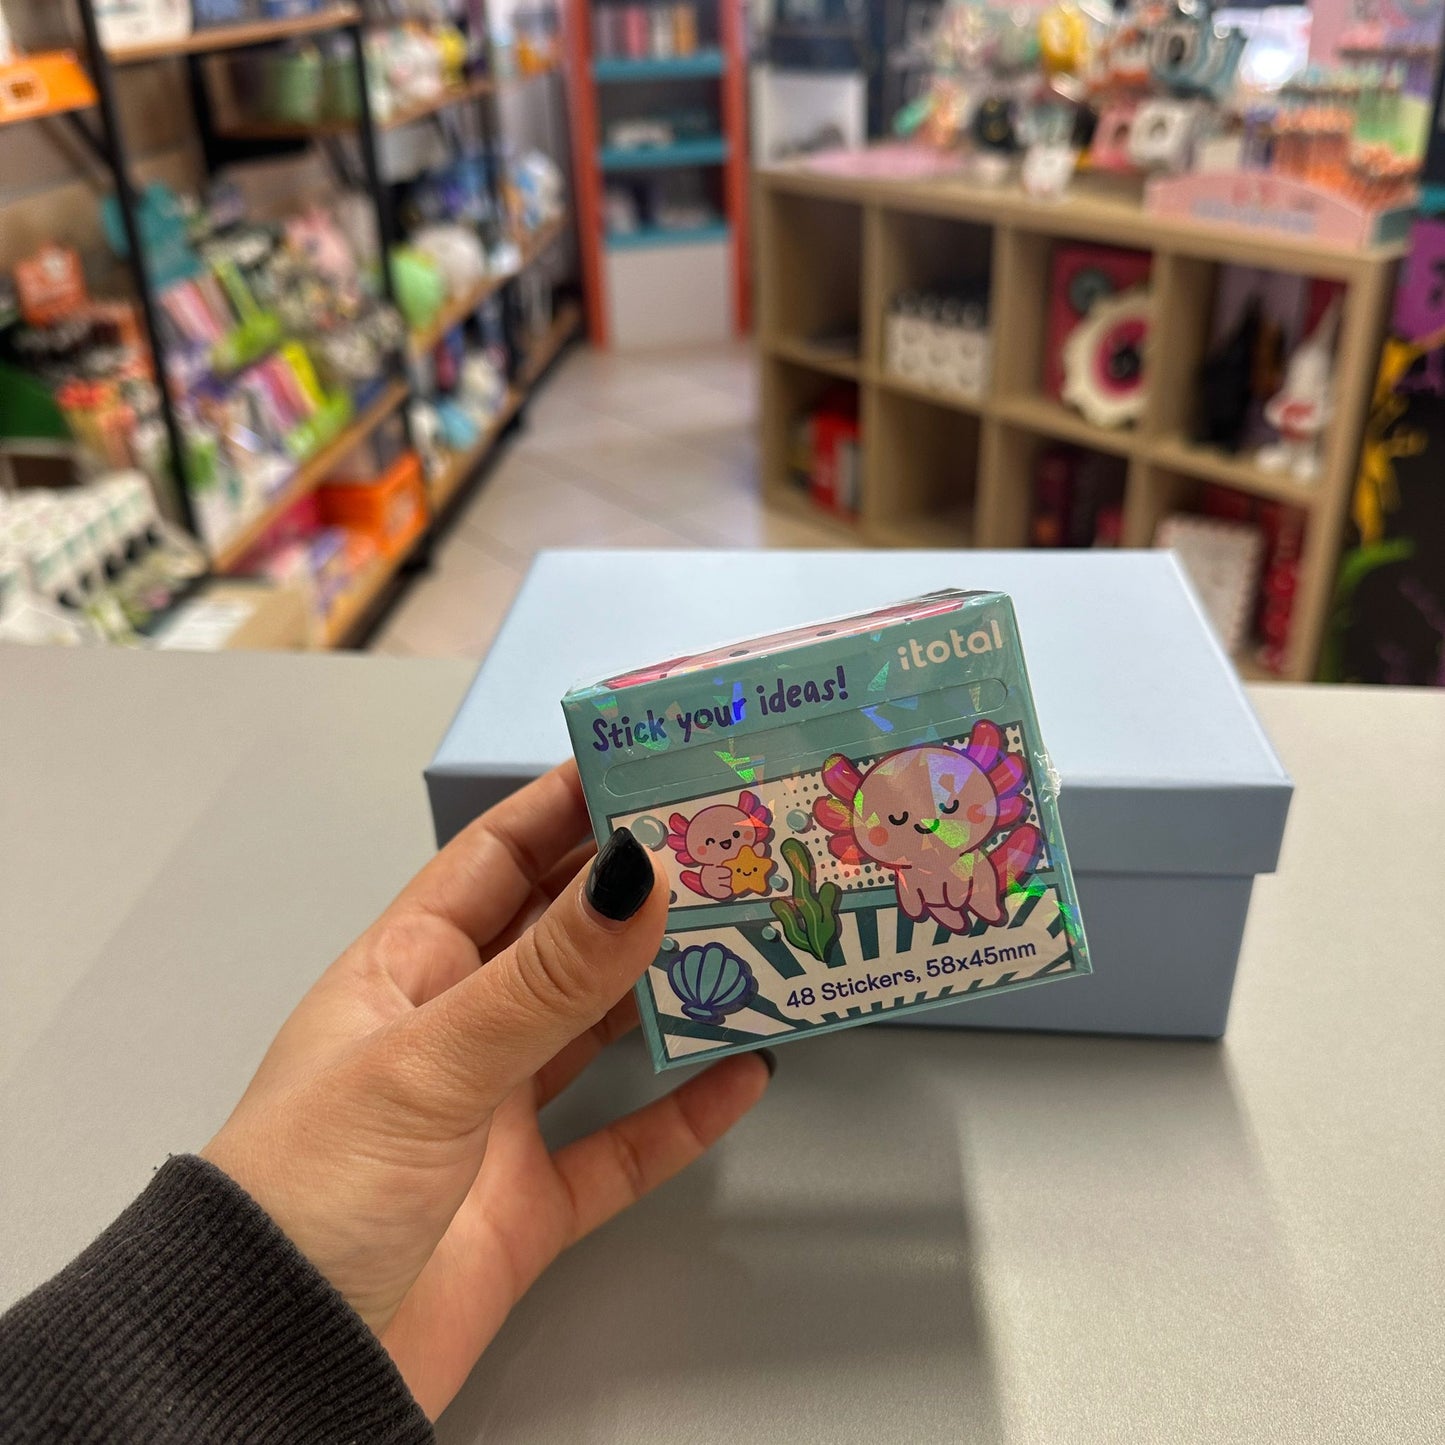 itotal
Stick your ideas!
48 Stickers, 58x45mm